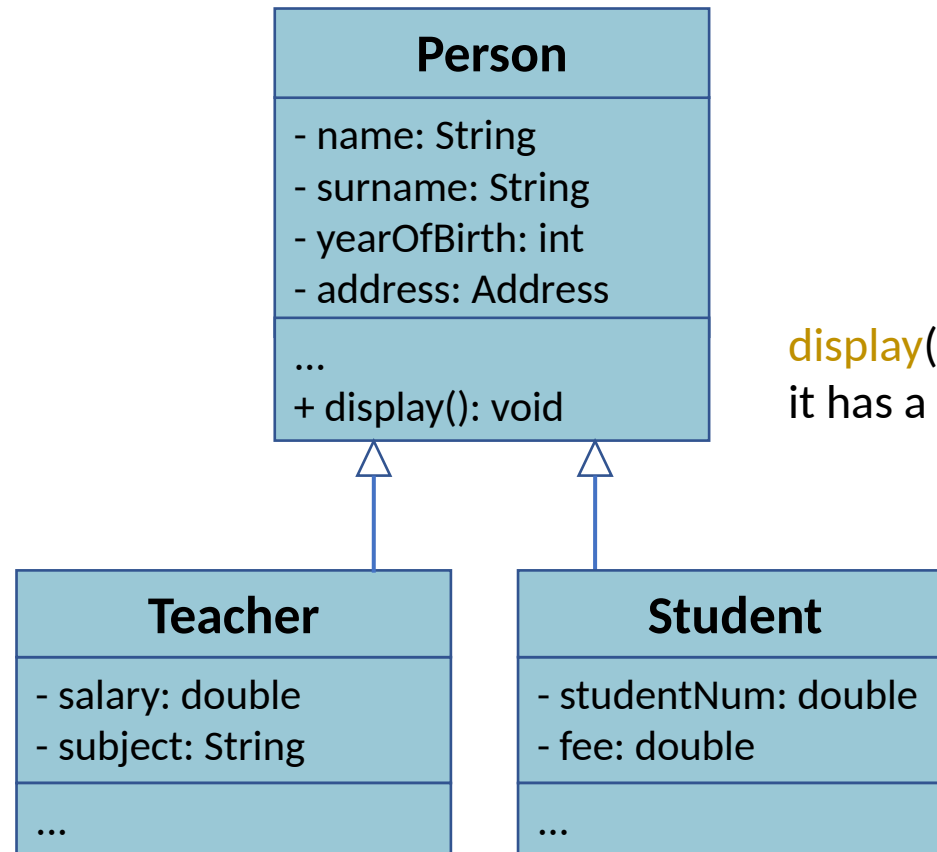 Person
- name: String
- surname: String
- yearOfBirth: int
- address: Address
...
+ display(): void
display(
it has a
Teacher
- salary: double
- subject: String
...
Student
- studentNum: double
- fee: double
...